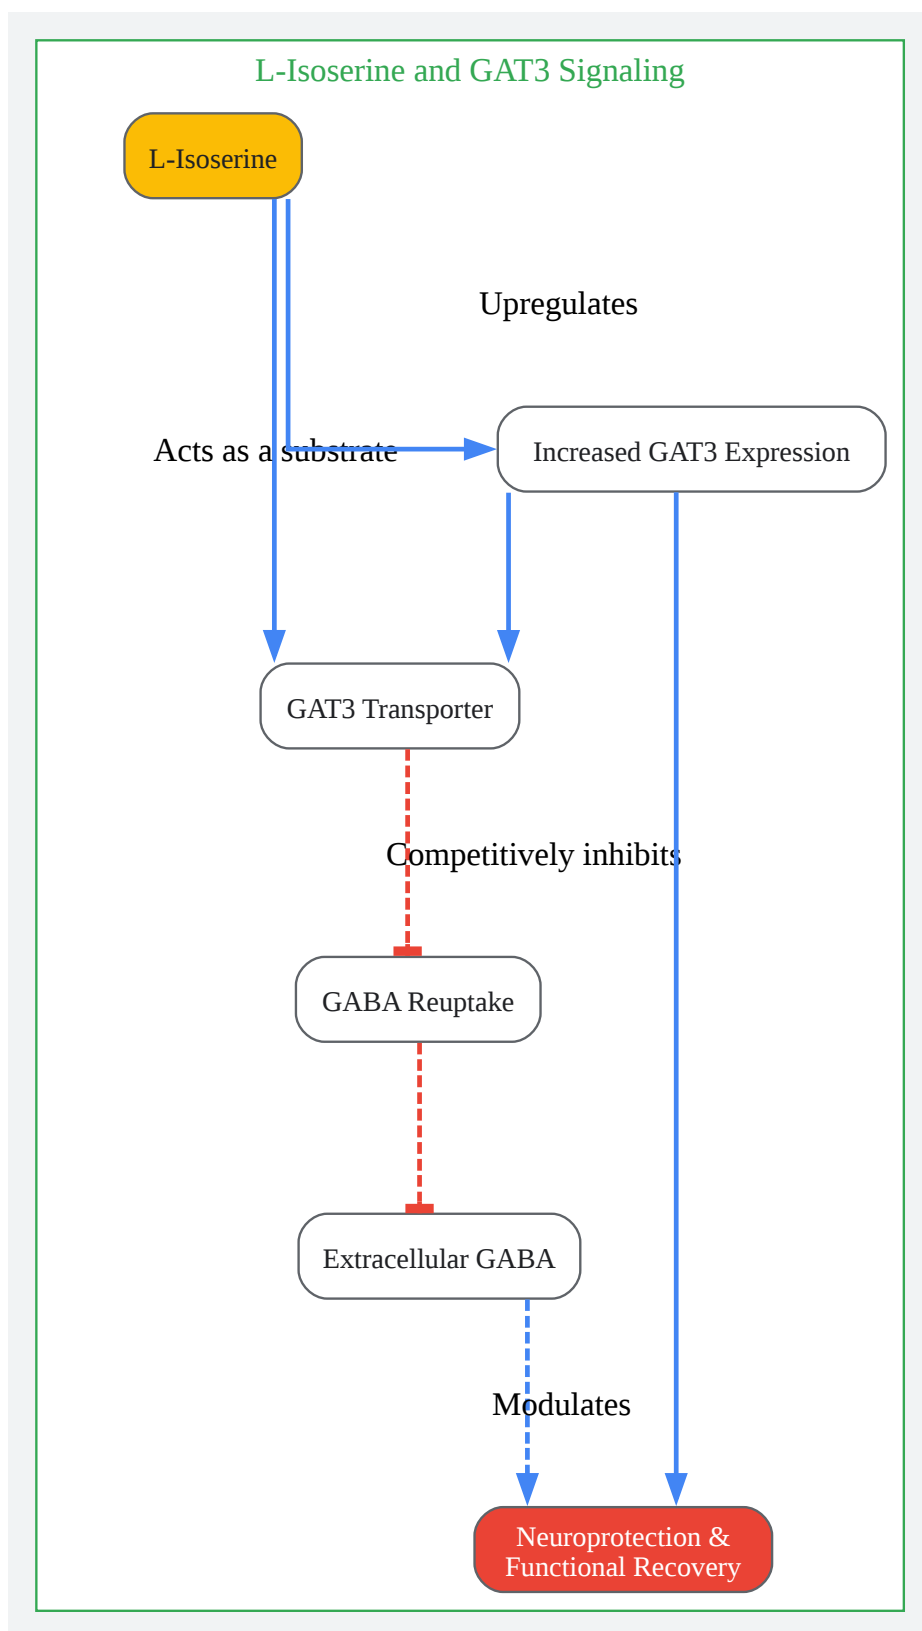 L-Isoserine and GAT3 Signaling
L-Isoserine
Upregulates
Acts as a substrate
Increased GAT3 Expression
GAT3 Transporter
Competitively inhibits
GABA Reuptake
Extracellular GABA
Modulates
Neuroprotection &
Functional Recovery